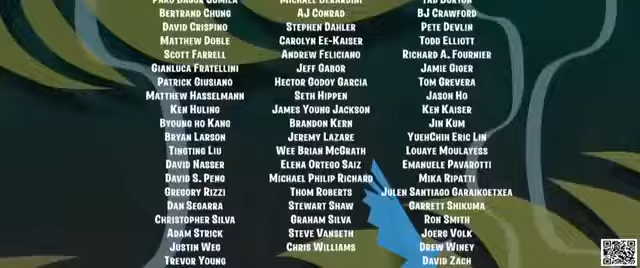 Bertrand Chung AJ Conrad BJ Crawford
David Crispino Stephen Dahler Pete Devlin
Matthew Doble Carolyn Ee-Kaiser Todd Elliott
Scott Farrell Andrew Feliciano Richard A. Fournier
Gianluca Fratellini Jeff Gabor Jamie Giger
Patrick Giusiano Hector Godoy Garcia Tom Grevera
Matthew Hasselmann Seth Hippen Jason Ho
Ken Huling James Young Jackson Ken Kaiser
Byoung ho Kang Brandon Kern Jin Kum
Bryan Larson Jeremy Lazare YuehChih Eric Lin
Tingting Liu Wee Brian McGrath Louaye Moulayess
David Nasser Elena Ortego Saiz Emanuele Pavarotti
David S. Peng Michael Philip Richard Mika Ripatti
Gregory Rizzi Thom Roberts Julen Santiago Garaikoetxea
Dan Segarra Stewart Shaw Garrett Shikuma
Christopher Silva Graham Silva Ron Smith
Adam Strick Steve Vanseth Joerg Volk
Justin Weg Chris Williams Drew Winey
Trevor Young David Zach